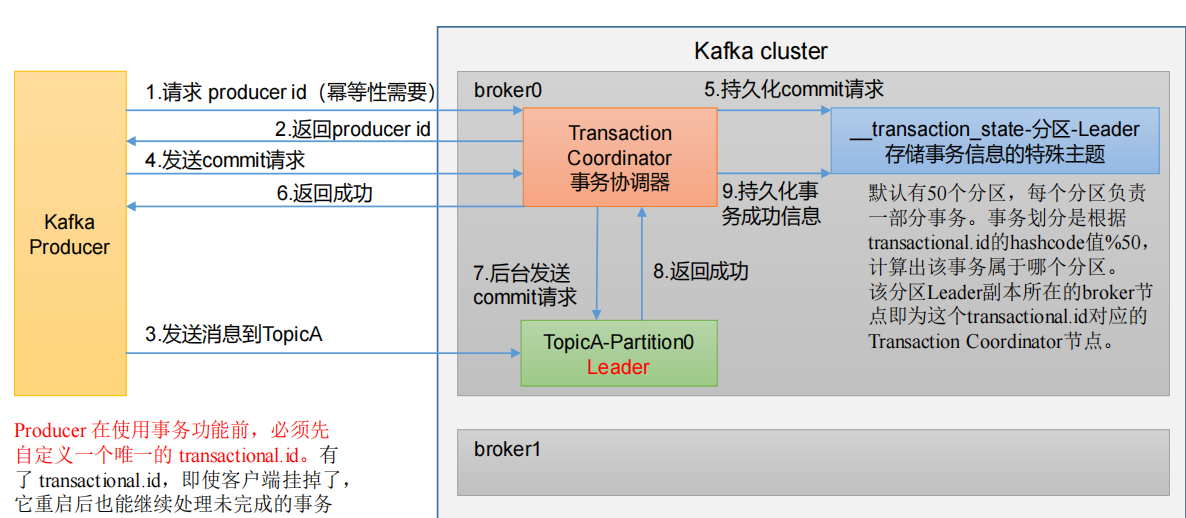 Kafka cluster
broker0
1.请求 producer id（幂等性需要）
2.返回producer id
4.发送commit请求
6.返回成功
3.发送消息到TopicA
Kafka
Producer
Transaction
Coordinator
事务协调器
5.持久化commit请求
9.持久化事
务成功信息
__transaction_state-分区-Leader
存储事务信息的特殊主题
默认有50个分区，每个分区负责
一部分事务。事务划分是根据
transactional.id的hashcode值%50，
计算出该事务属于哪个分区。
该分区Leader副本所在的broker节
点即为这个transactional.id对应的
Transaction Coordinator节点。
7.后台发送
commit请求
8.返回成功
TopicA-Partition0
Leader
broker1
Producer 在使用事务功能前，必须先
自定义一个唯一的 transactional.id。有
了 transactional.id，即使客户端挂掉了，
它重启后也能继续处理未完成的事务